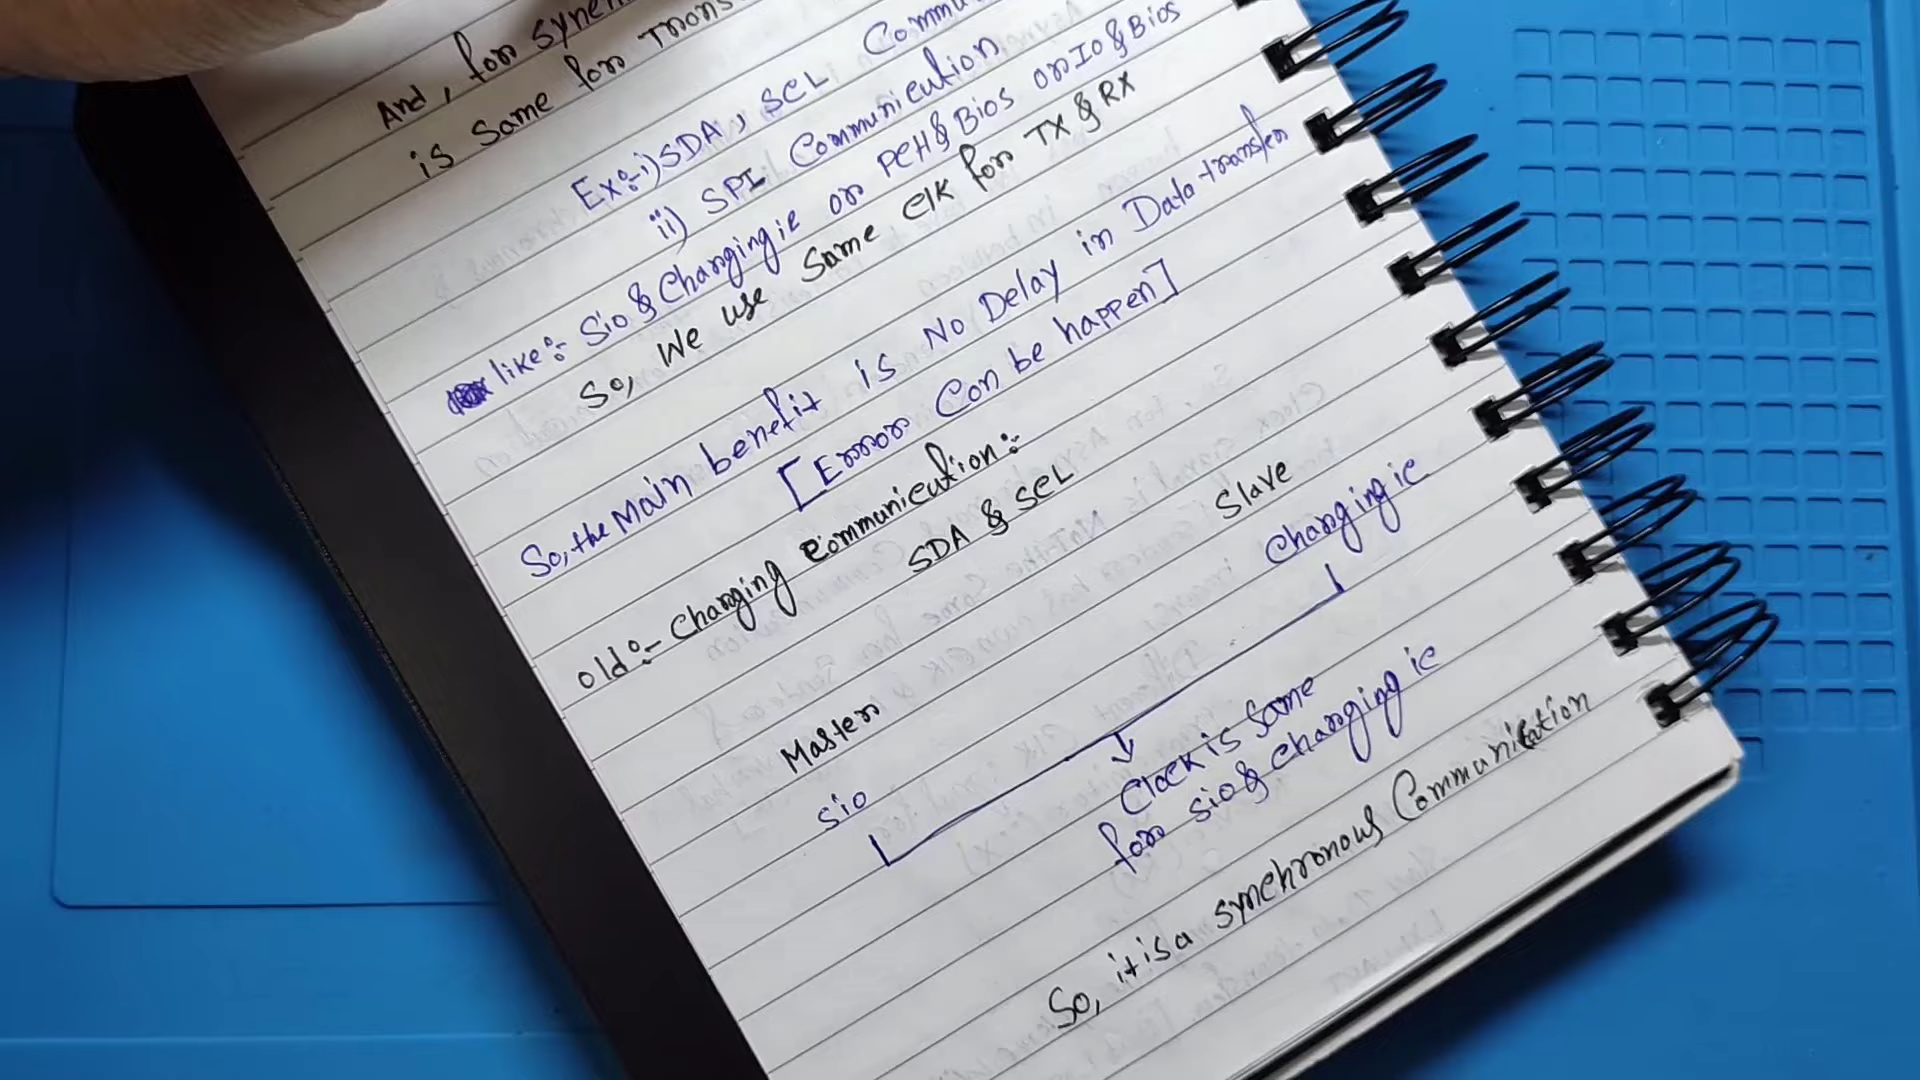 And, for synch
is Same for Trans
Ex:- i) SDA, SCL Commu
ii) SPI Communication
like:- Sio & Changing ic or PCH & Bios or Io & Bios
So, We use Same clk for TX & RX
So, the Main benefit is No Delay in Data transfer
[Error Can be happen]
Old:- Changing Communication:-
SDA & SCL
Master Slave
Sio Changing ic
Clock is Same
for Sio & Changing ic
So, it is a Synchronous Communication